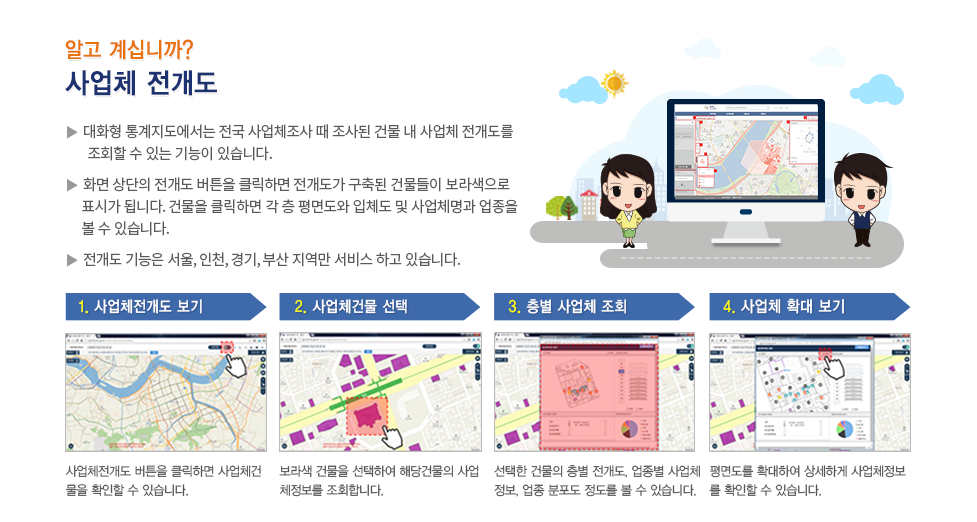 알고 계십니까?
사업체 전개도
▶ 대화형 통계지도에서는 전국 사업체조사 때 조사된 건물 내 사업체 전개도를
조회할 수 있는 기능이 있습니다.
▶ 화면 상단의 전개도 버튼을 클릭하면 전개도가 구축된 건물들이 보라색으로
표시가 됩니다. 건물을 클릭하면 각 층 평면도와 입체도 및 사업체명과 업종을
볼 수 있습니다.
▶ 전개도 기능은 서울, 인천, 경기, 부산 지역만 서비스 하고 있습니다.
1. 사업체전개도 보기
사업체전개도 버튼을 클릭하면 사업체건
물을 확인할 수 있습니다.
2. 사업체건물 선택
보라색 건물을 선택하여 해당건물의 사업
체정보를 조회합니다.
3. 층별 사업체 조회
선택한 건물의 층별 전개도, 업종별 사업체
정보, 업종 분포도 정도를 볼 수 있습니다.
4. 사업체 확대 보기
평면도를 확대하여 상세하게 사업체정보
를 확인할 수 있습니다.